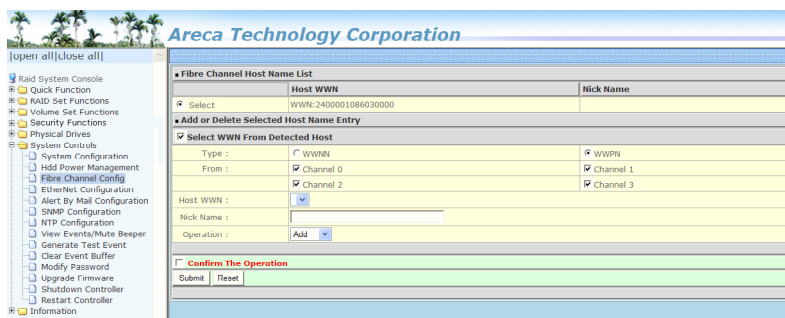 Areca Technology Corporation
|open all|close all|
Raid System Console
Quick Function
RAID Set Functions
Volume Set Functions
Security Functions
Physical Drives
System Controls
System Configuration
Hdd Power Management
Fibre Channel Config
EtherNet Configuration
Alert By Mail Configuration
SNMP Configuration
NTP Configuration
View Events/Mute Beeper
Generate Test Event
Clear Event Buffer
Modify Password
Upgrade Firmware
Shutdown Controller
Restart Controller
Information
Fibre Channel Host Name List
Host WWN Nick Name
Select WWN:2400001086030000
Add or Delete Selected Host Name Entry
Select WWN From Detected Host
Type : WWNN WWPN
From : Channel 0 Channel 1
Channel 2 Channel 3
Host WWN :
Nick Name :
Operation : Add
Confirm The Operation
Submit Reset